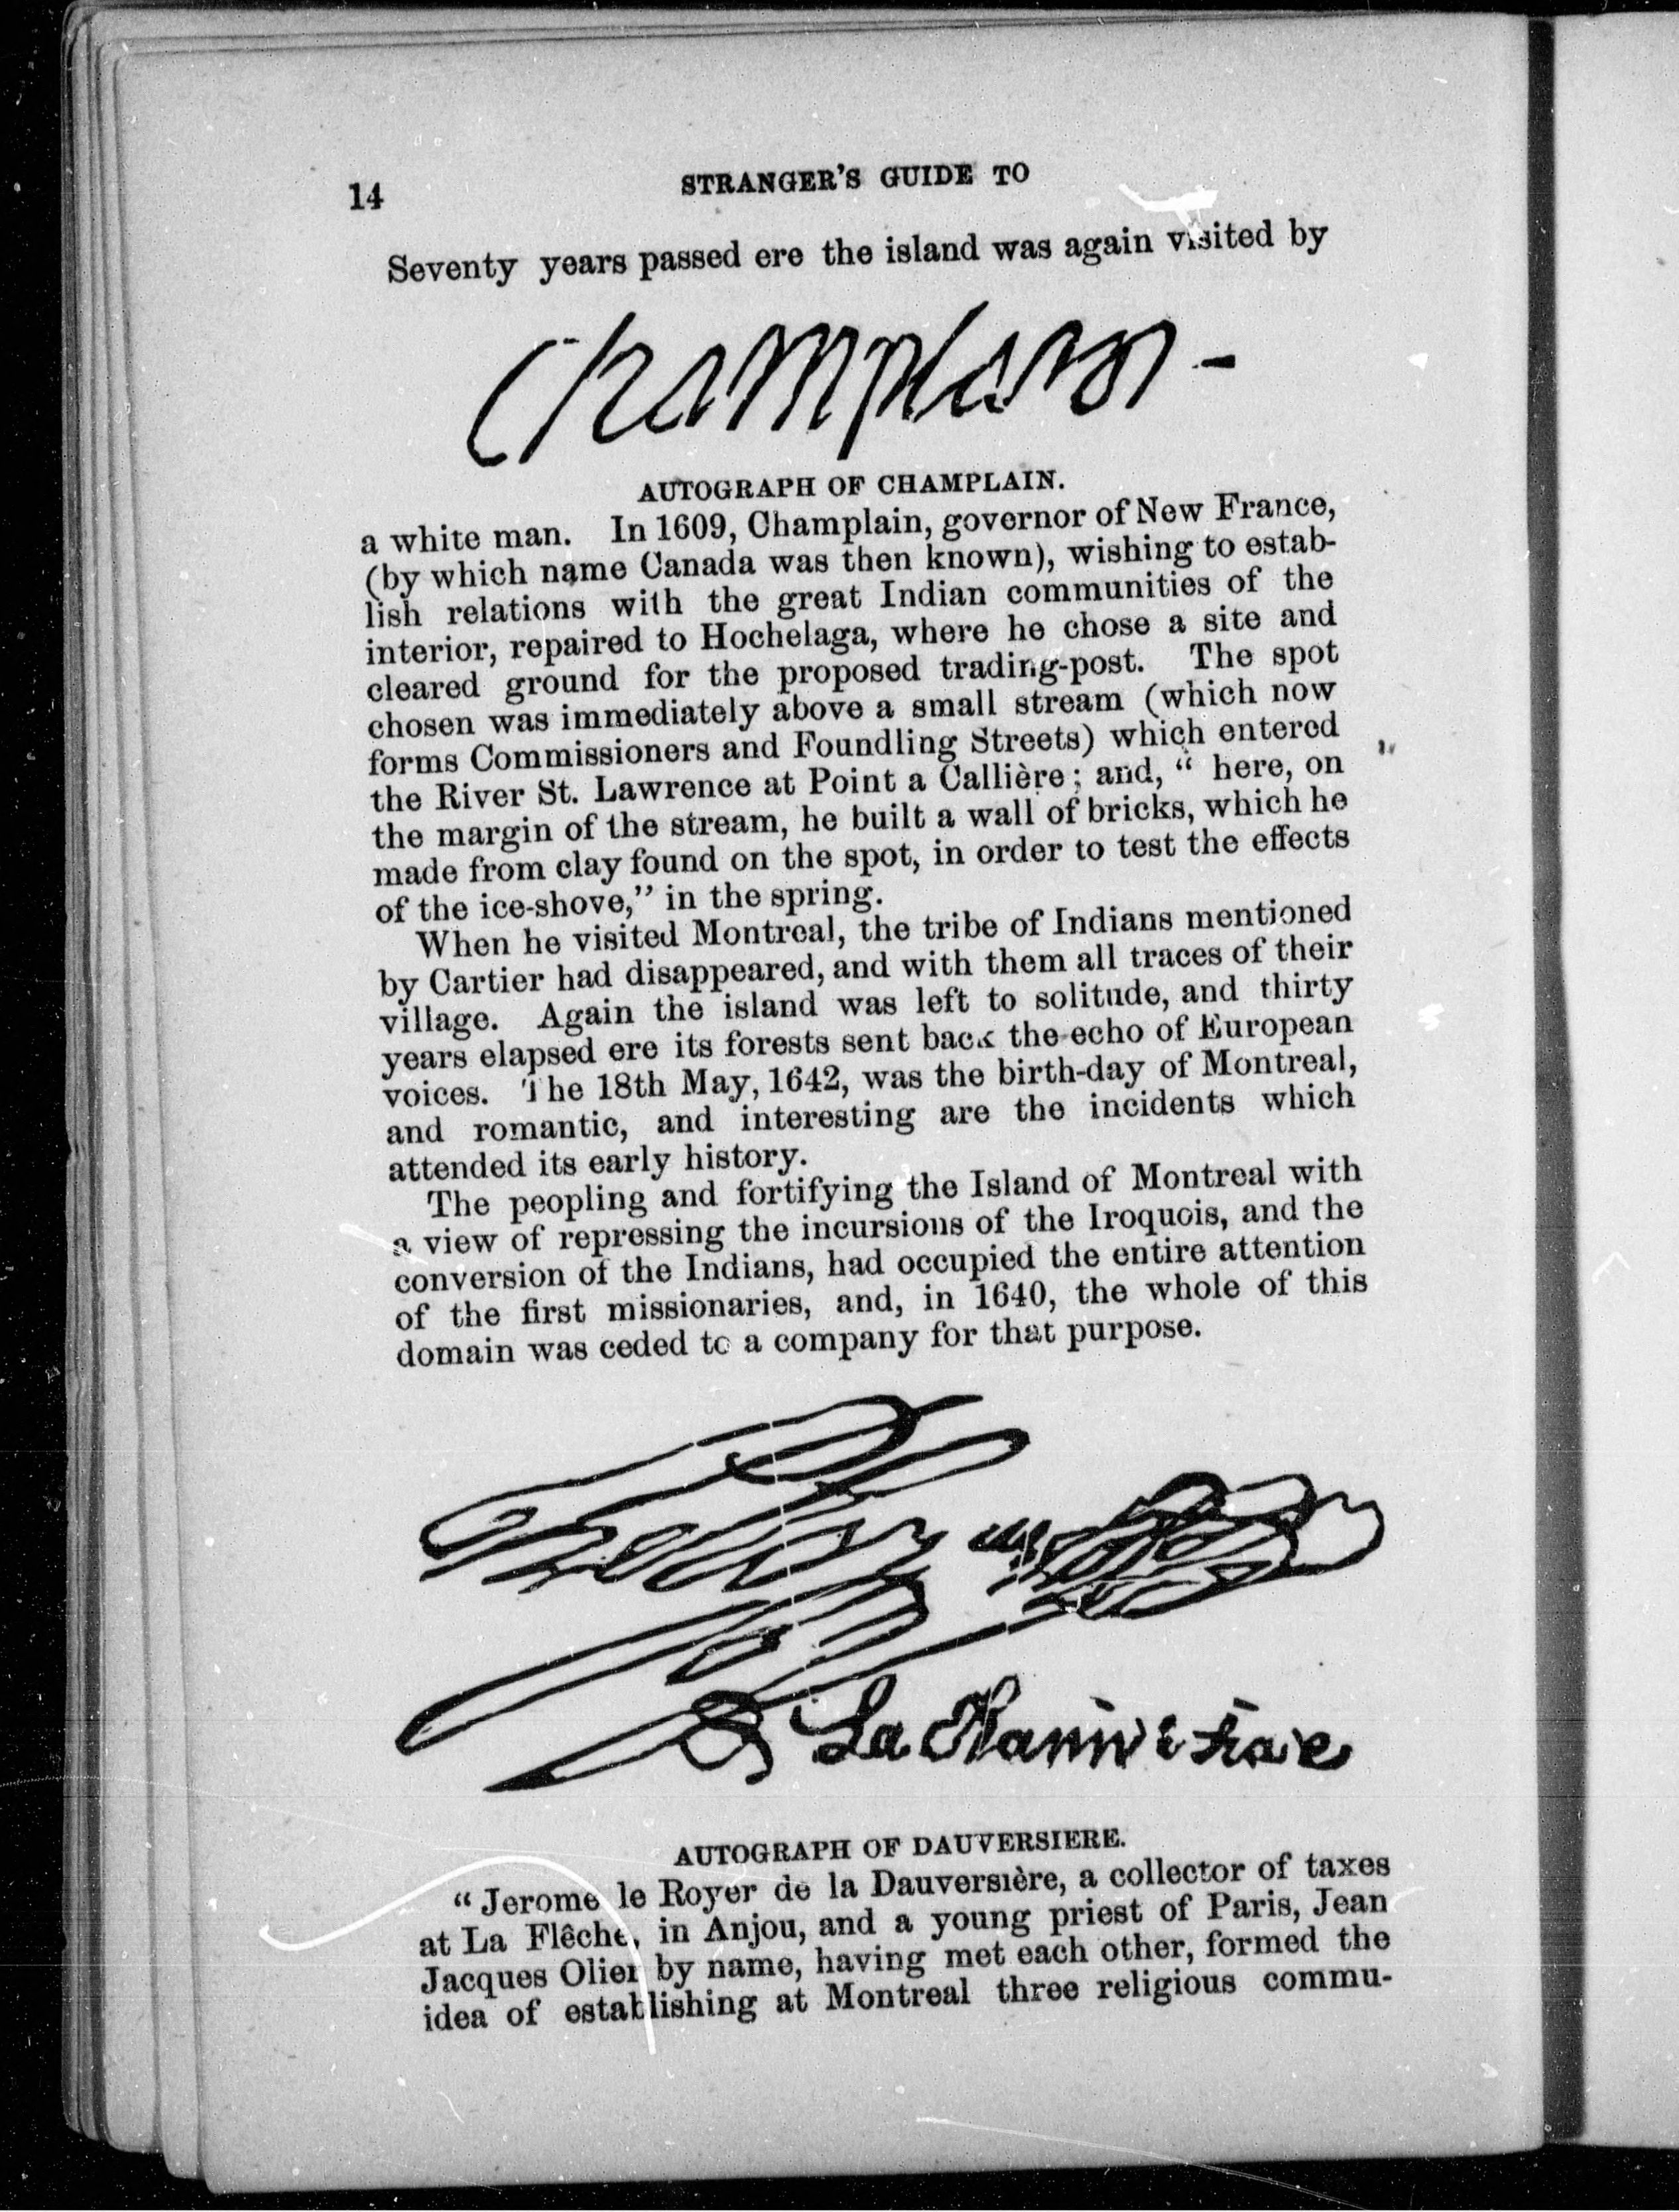 14
STRANGER'S GUIDE TO
Seventy years passed ere the island was again visited by
Champlain
AUTOGRAPH OF CHAMPLAIN.
a white man. In 1609, Champlain, governor of New France,
(by which name Canada was then known), wishing to estab-
lish relations with the great Indian communities of the
interior, repaired to Hochelaga, where he chose a site and
cleared ground for the proposed trading-post. The spot
chosen was immediately above a small stream (which now
forms Commissioners and Foundling Streets) which entered
the River St. Lawrence at Point a Callière; and, “ here, on
the margin of the stream, he built a wall of bricks, which he
made from clay found on the spot, in order to test the effects
of the ice-shove,” in the spring.
When he visited Montreal, the tribe of Indians mentioned
by Cartier had disappeared, and with them all traces of their
village. Again the island was left to solitude, and thirty
years elapsed ere its forests sent back the echo of European
voices. The 18th May, 1642, was the birth-day of Montreal,
and romantic, and interesting are the incidents which
attended its early history.
The peopling and fortifying the Island of Montreal with
a view of repressing the incursions of the Iroquois, and the
conversion of the Indians, had occupied the entire attention
of the first missionaries, and, in 1640, the whole of this
domain was ceded to a company for that purpose.
La
AUTOGRAPH OF DAUVERSIERE.
“ Jerome le Royer de la Dauversière, a collector of taxes
at La Flêche, in Anjou, and a young priest of Paris, Jean
Jacques Olier by name, having met each other, formed the
idea of establishing at Montreal three religious commu-